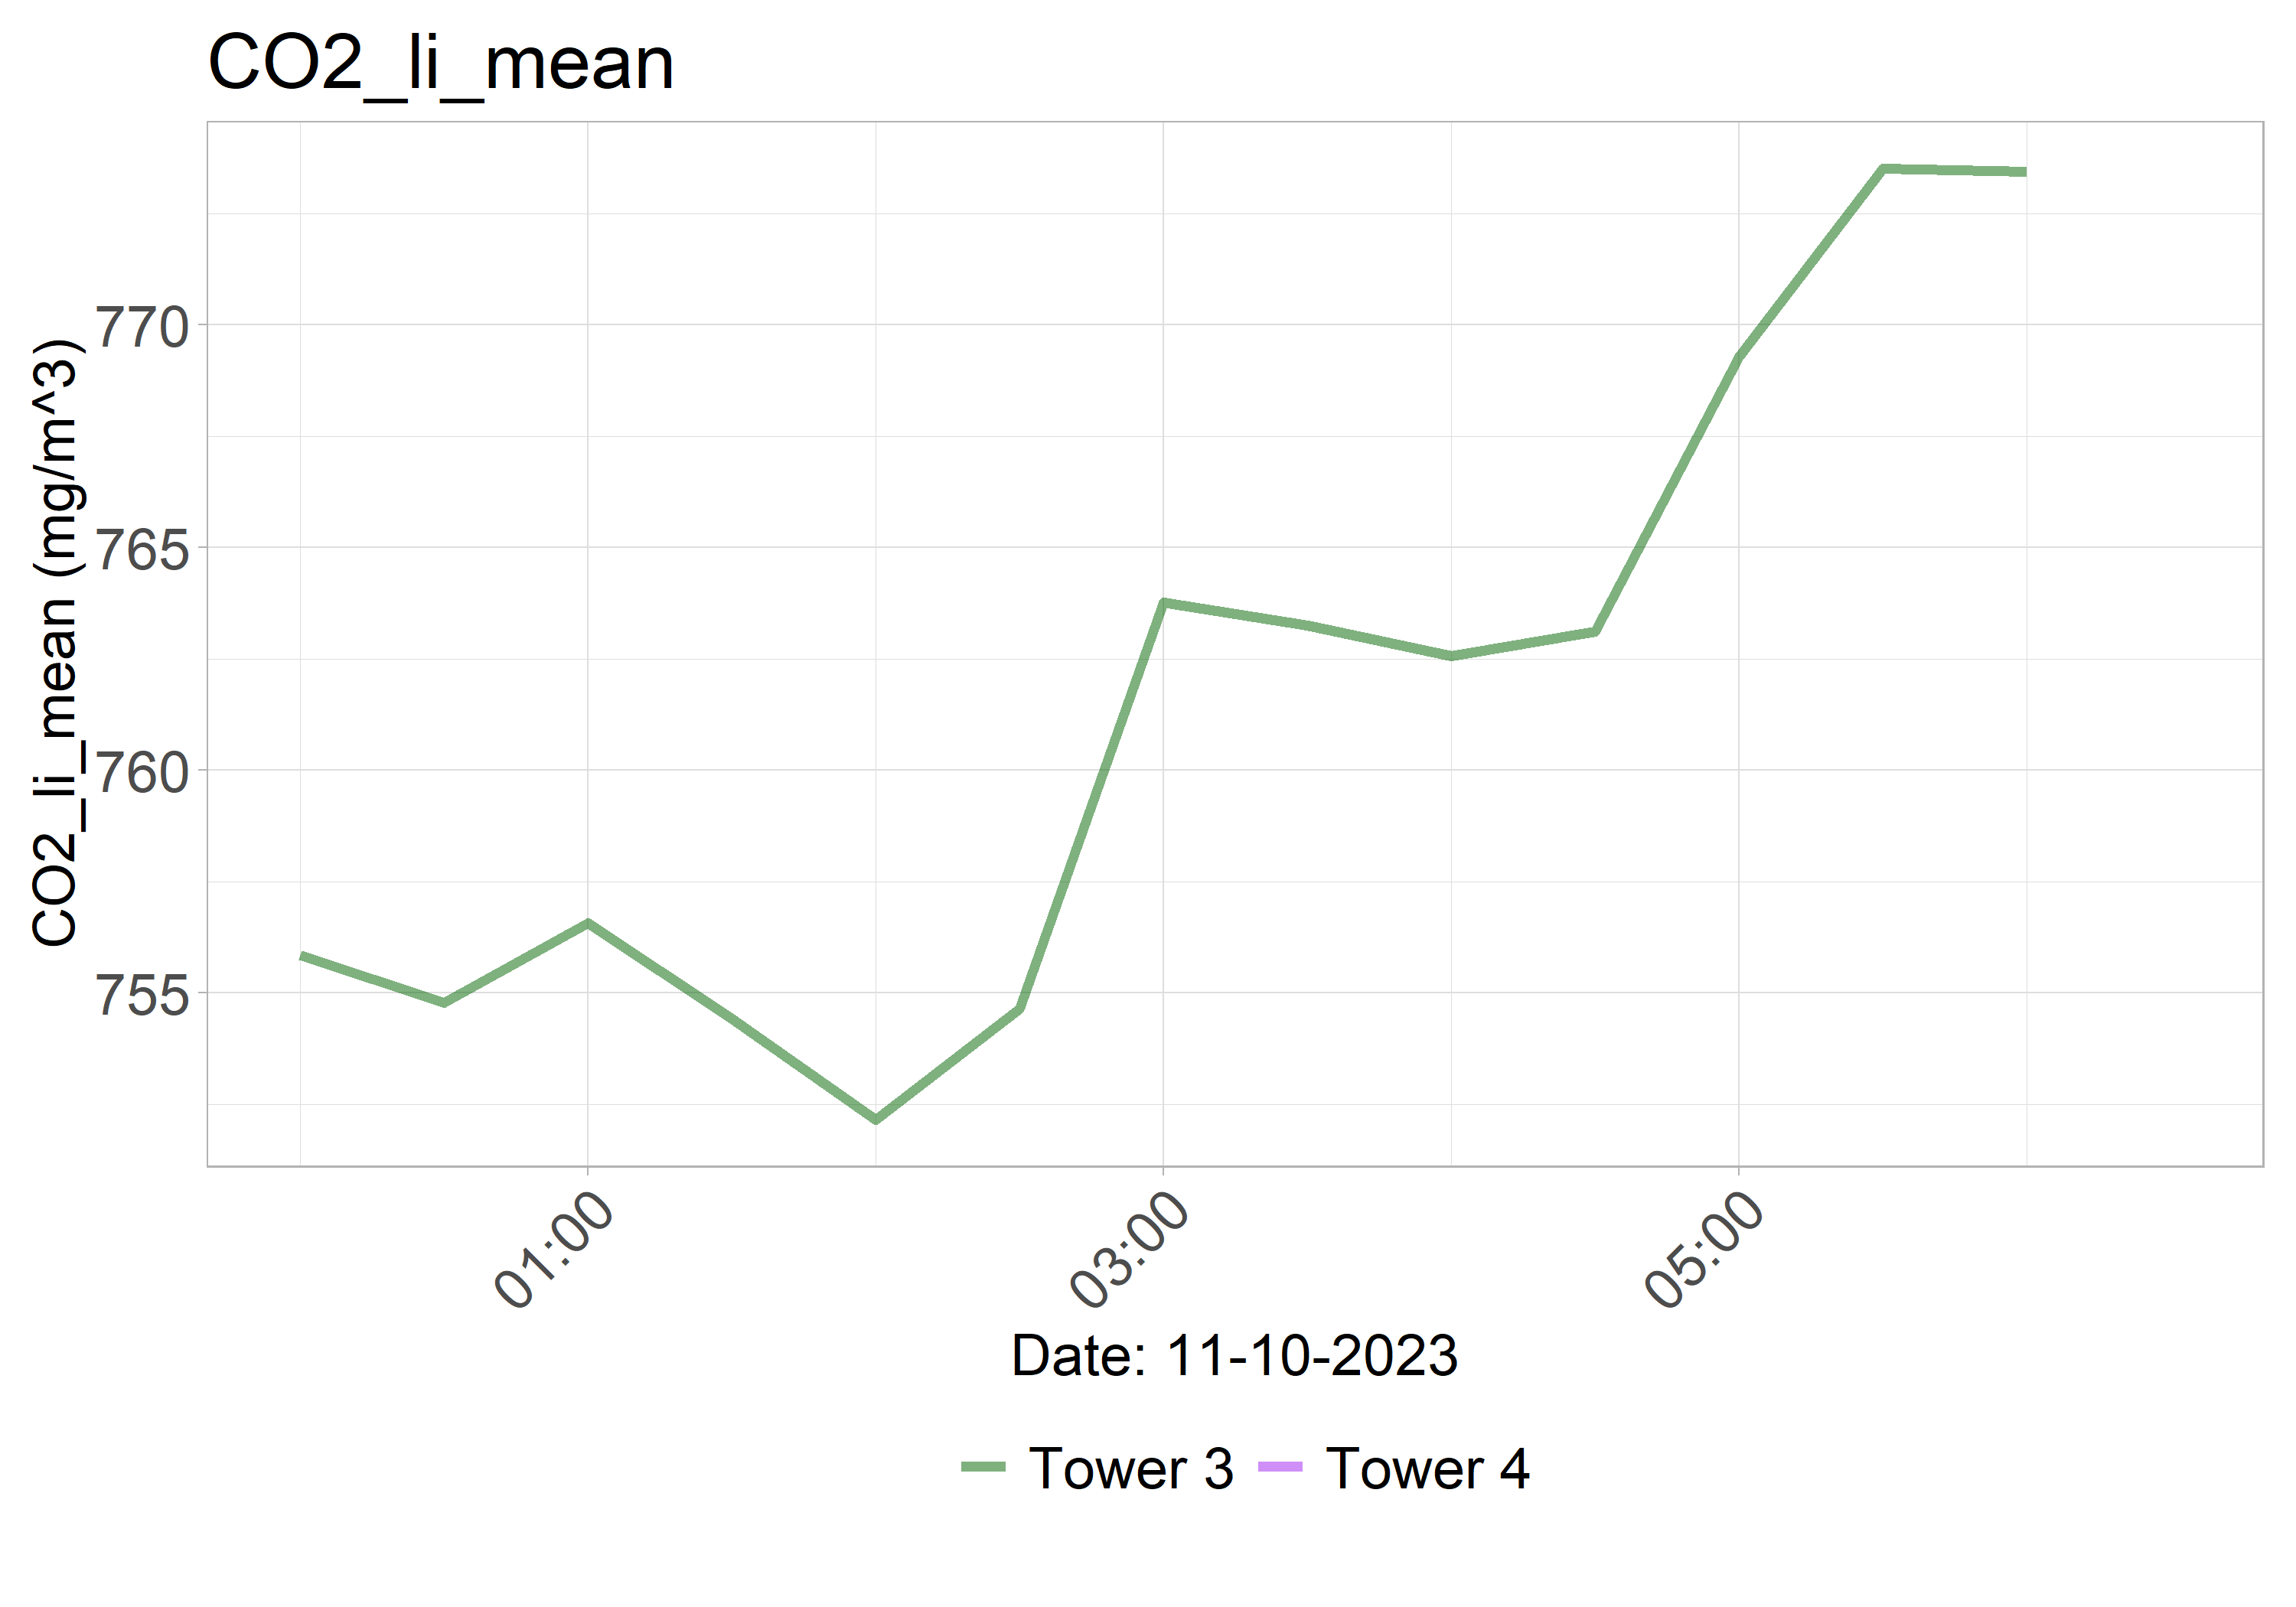 CO2_li_mean
CO2_li_mean (mg/m^3)
770
765
760
755
01:00
03:00
05:00
Date: 11-10-2023
Tower 3
Tower 4